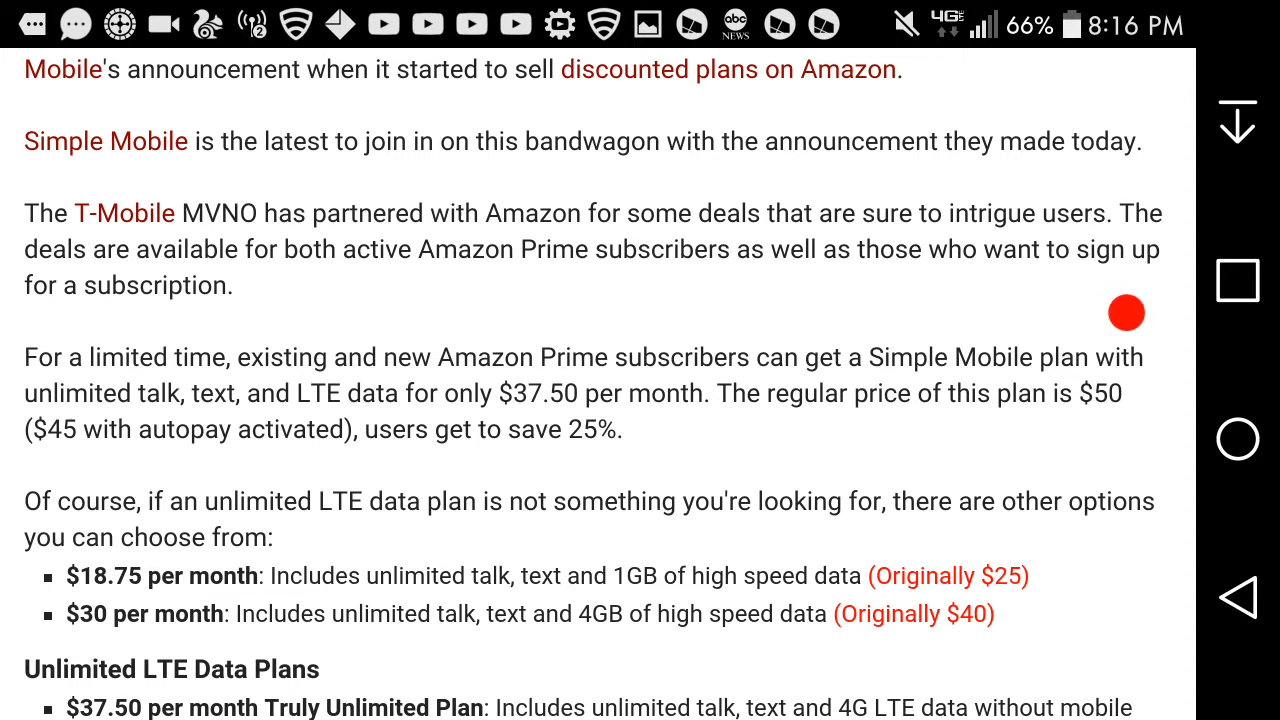 abc
NEWS
2
4GE
66%
8:16 PM
Mobile's announcement when it started to sell discounted plans on Amazon.
Simple Mobile is the latest to join in on this bandwagon with the announcement they made today.
The T-Mobile MVNO has partnered with Amazon for some deals that are sure to intrigue users. The
deals are available for both active Amazon Prime subscribers as well as those who want to sign up
for a subscription.
For a limited time, existing and new Amazon Prime subscribers can get a Simple Mobile plan with
unlimited talk, text, and LTE data for only $37.50 per month. The regular price of this plan is $50
($45 with autopay activated), users get to save 25%.
Of course, if an unlimited LTE data plan is not something you're looking for, there are other options
you can choose from:
▪ $18.75 per month: Includes unlimited talk, text and 1GB of high speed data (Originally $25)
▪ $30 per month: Includes unlimited talk, text and 4GB of high speed data (Originally $40)
Unlimited LTE Data Plans
▪ $37.50 per month Truly Unlimited Plan: Includes unlimited talk, text and 4G LTE data without mobile